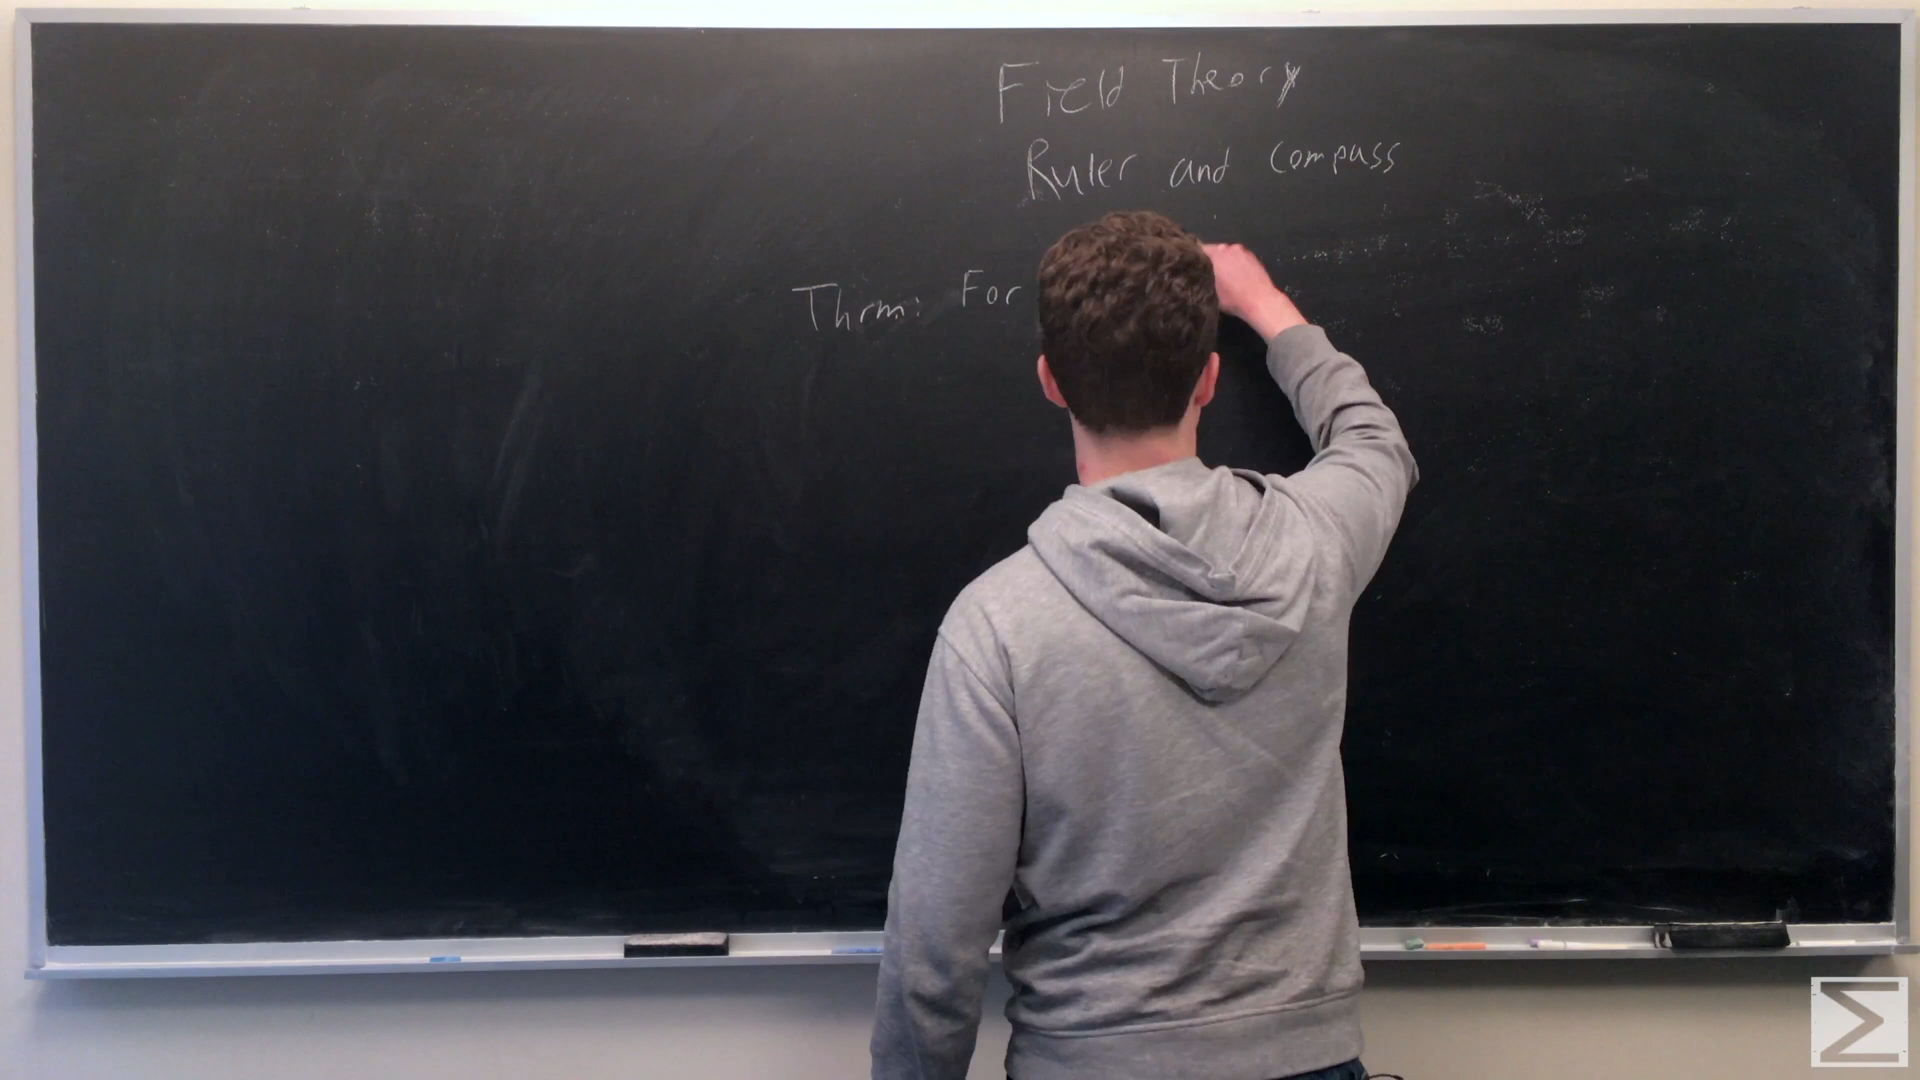 Field Theory
Ruler and compass
Thrm: For
Σ